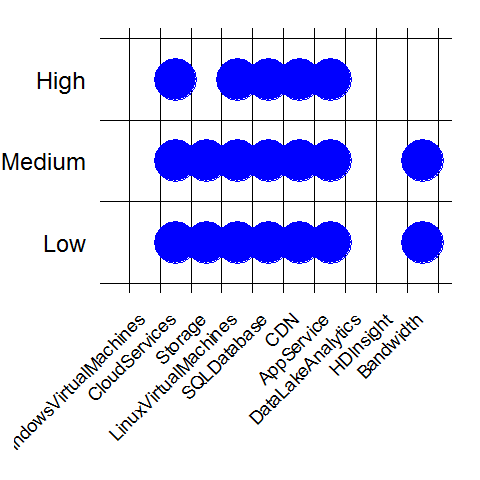 High
Medium
Low
ndowsVirtualMachines
CloudServices
Storage
LinuxVirtualMachines
SQLDatabase
CDN
AppService
DataLakeAnalytics
HDInsight
Bandwidth